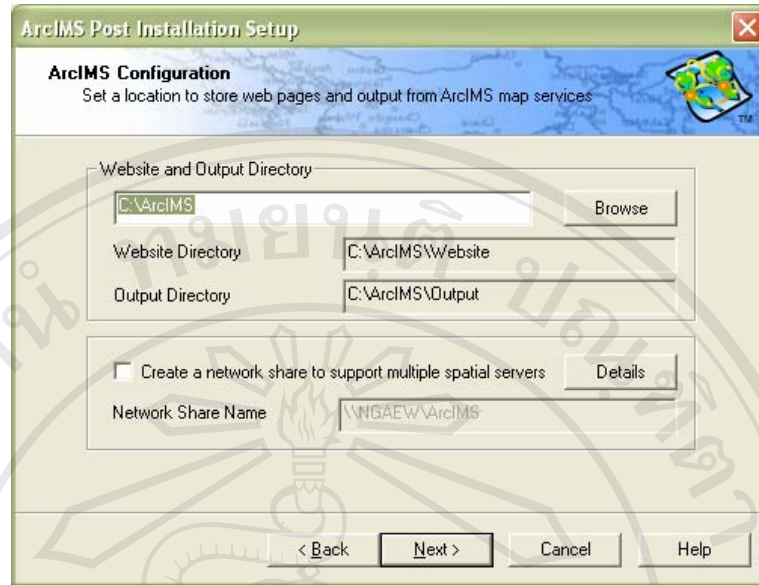 ArcIMS Post Installation Setup
ArcIMS Configuration
Set a location to store web pages and output from ArcIMS map services
TM
Website and Output Directory
C:\ArcIMS
Browse
Website Directory
C:\ArcIMS\Website
Output Directory
C:\ArcIMS\Output
Create a network share to support multiple spatial servers
Details
Network Share Name
\\NGAEW\ArcIMS
< Back
Next >
Cancel
Help